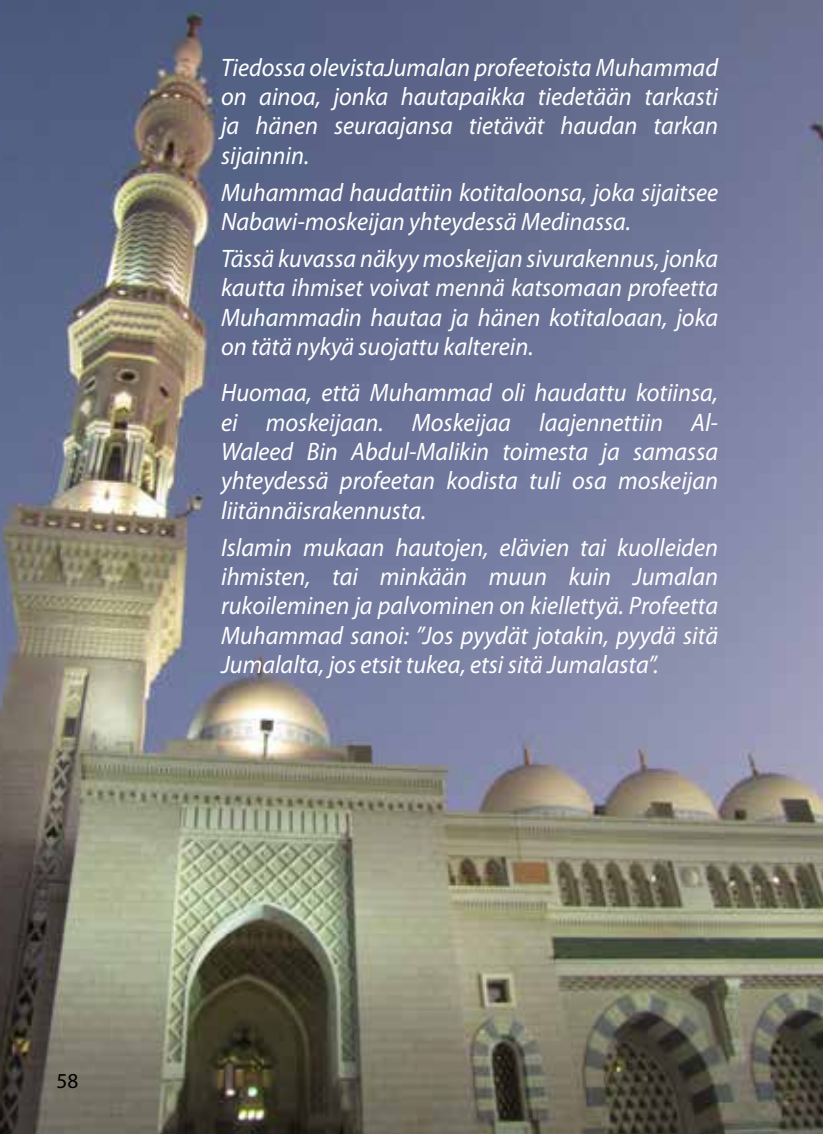 Tiedossa olevistaJumalan profeetoista Muhammad
on ainoa, jonka hautapaikka tiedetään tarkasti
ja hänen seuraajansa tietävät haudan tarkan
sijainnin.
Muhammad haudattiin kotitaloonsa, joka sijaitsee
Nabawi-moskeijan yhteydessä Medinassa.
Tässä kuvassa näkyy moskeijan sivurakennus, jonka
kautta ihmiset voivat mennä katsomaan profeetta
Muhammadin hautaa ja hänen kotitaloaan, joka
on tätä nykyä suojattu kalterein.
Huomaa, että Muhammad oli haudattu kotiinsa,
ei moskeijaan. Moskeijaa laajennettiin Al-
Waleed Bin Abdul-Malikin toimesta ja samassa
yhteydessä profeetan kodista tuli osa moskeijan
liitännäisrakennusta.
Islamin mukaan hautojen, elävien tai kuolleiden
ihmisten, tai minkään muun kuin Jumalan
rukoileminen ja palvominen on kiellettyä. Profeetta
Muhammad sanoi: ”Jos pyydät jotakin, pyydä sitä
Jumalalta, jos etsit tukea, etsi sitä Jumalasta”.
58